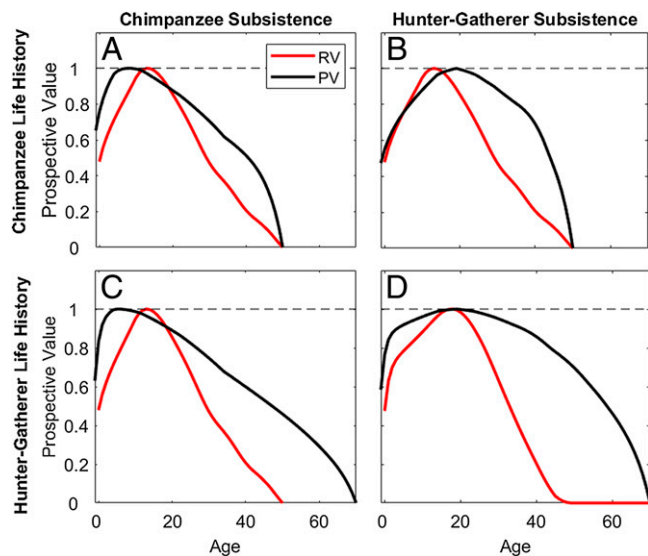 Chimpanzee Subsistence
Hunter-Gatherer Subsistence
Chimpanzee Life History
Prospective Value
A
1
0.8
0.6
0.4
0.2
0
RV
PV
B
Hunter-Gatherer Life History
Prospective Value
C
1
0.8
0.6
0.4
0.2
0
0
20
40
60
Age
D
0
20
40
60
Age